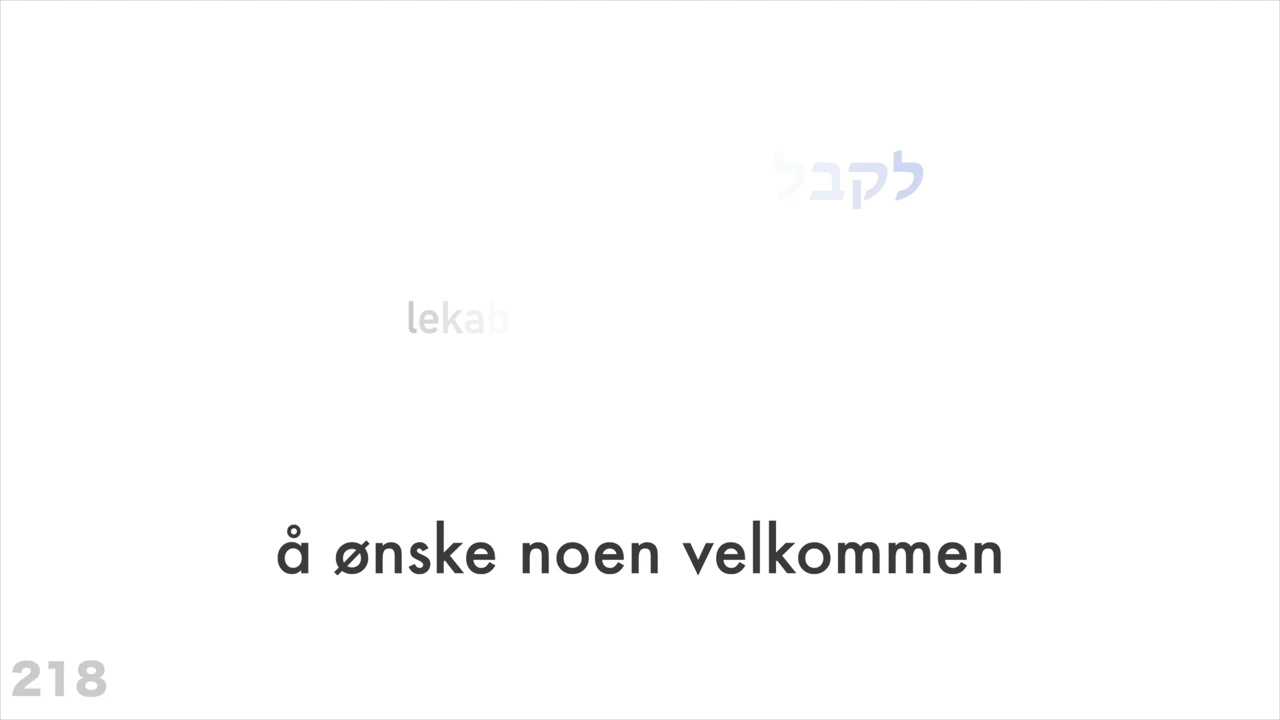 לקבל
lekab
å ønske noen velkommen
218